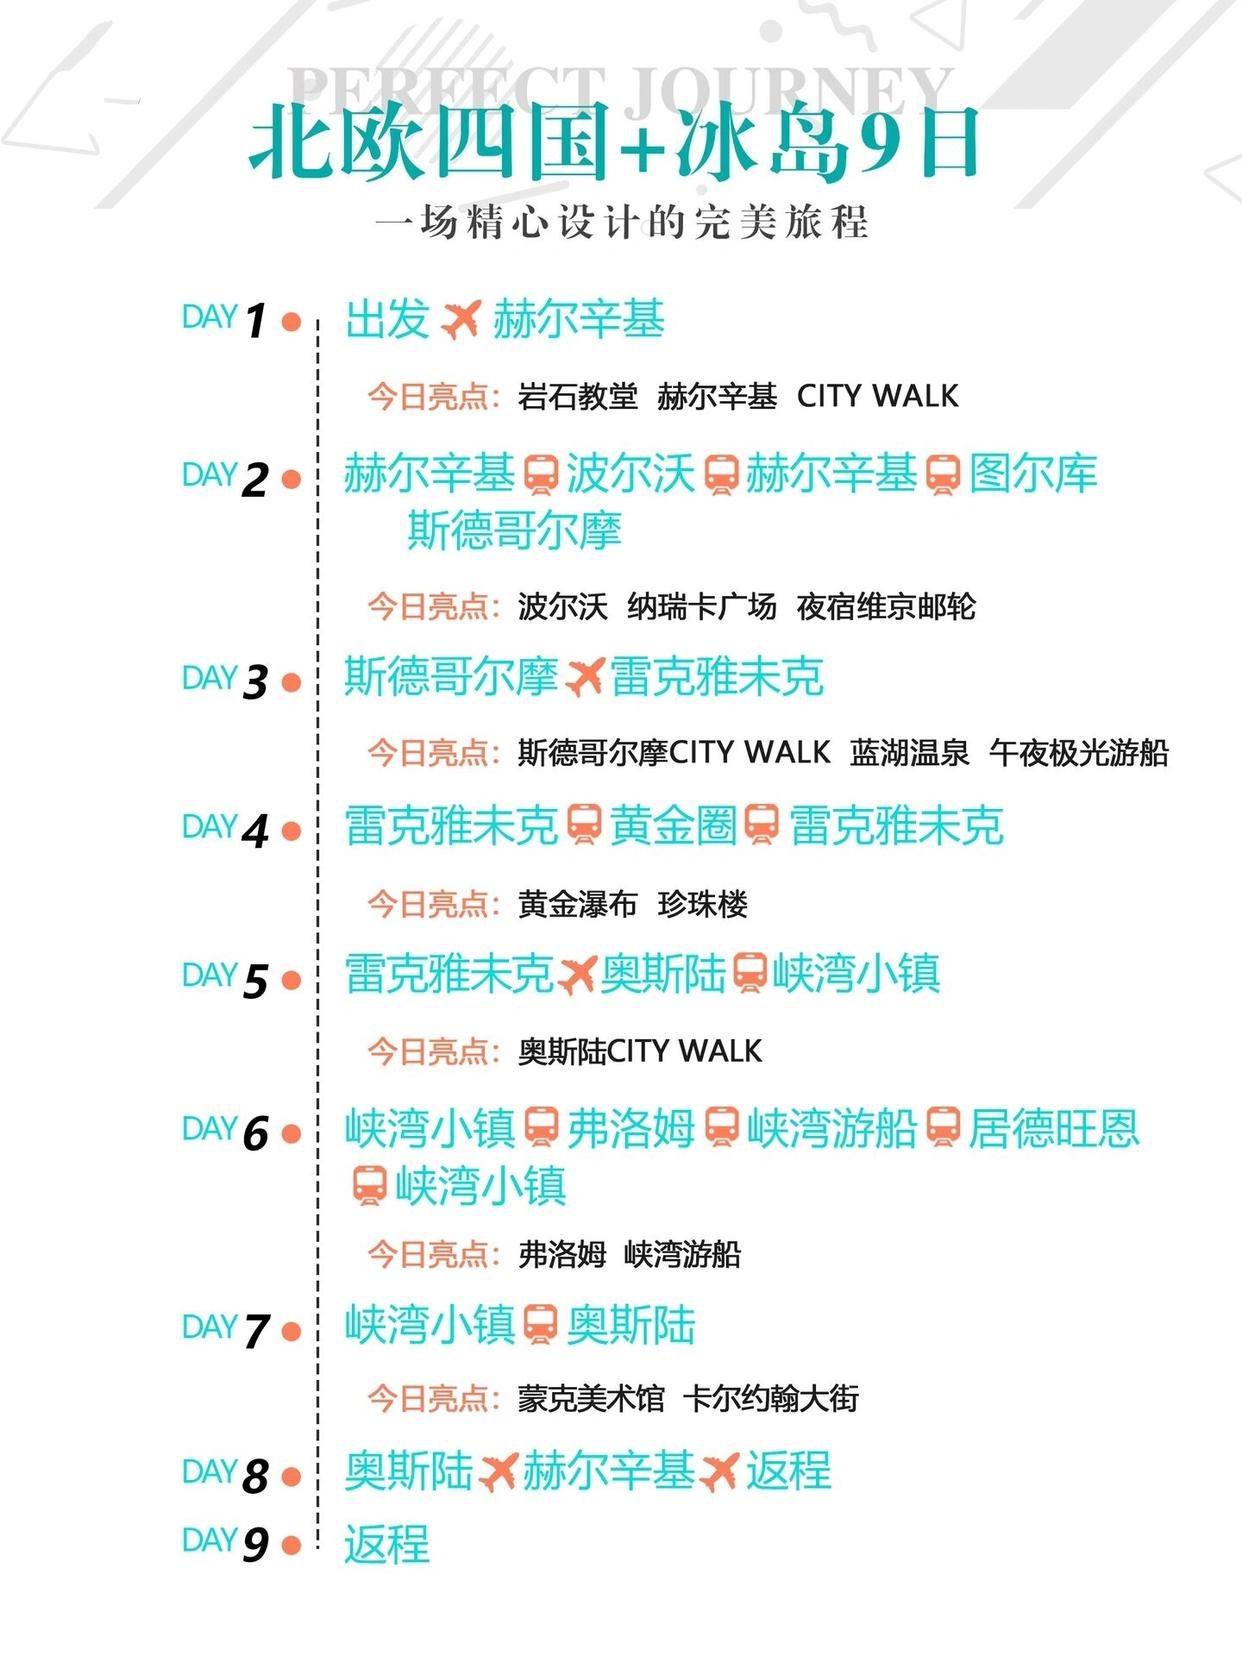 PERFECT JOURNEY
北欧四国+冰岛9日
一场精心设计的完美旅程
DAY 1 出发 赫尔辛基
今日亮点：岩石教堂 赫尔辛基 CITY WALK
DAY 2 赫尔辛基 波尔沃 赫尔辛基 图尔库
斯德哥尔摩
今日亮点：波尔沃 纳瑞卡广场 夜宿维京邮轮
DAY 3 斯德哥尔摩 雷克雅未克
今日亮点：斯德哥尔摩CITY WALK 蓝湖温泉 午夜极光游船
DAY 4 雷克雅未克 黄金圈 雷克雅未克
今日亮点：黄金瀑布 珍珠楼
DAY 5 雷克雅未克 奥斯陆 峡湾小镇
今日亮点：奥斯陆CITY WALK
DAY 6 峡湾小镇 弗洛姆 峡湾游船 居德旺恩
峡湾小镇
今日亮点：弗洛姆 峡湾游船
DAY 7 峡湾小镇 奥斯陆
今日亮点：蒙克美术馆 卡尔约翰大街
DAY 8 奥斯陆 赫尔辛基 返程
DAY 9 返程